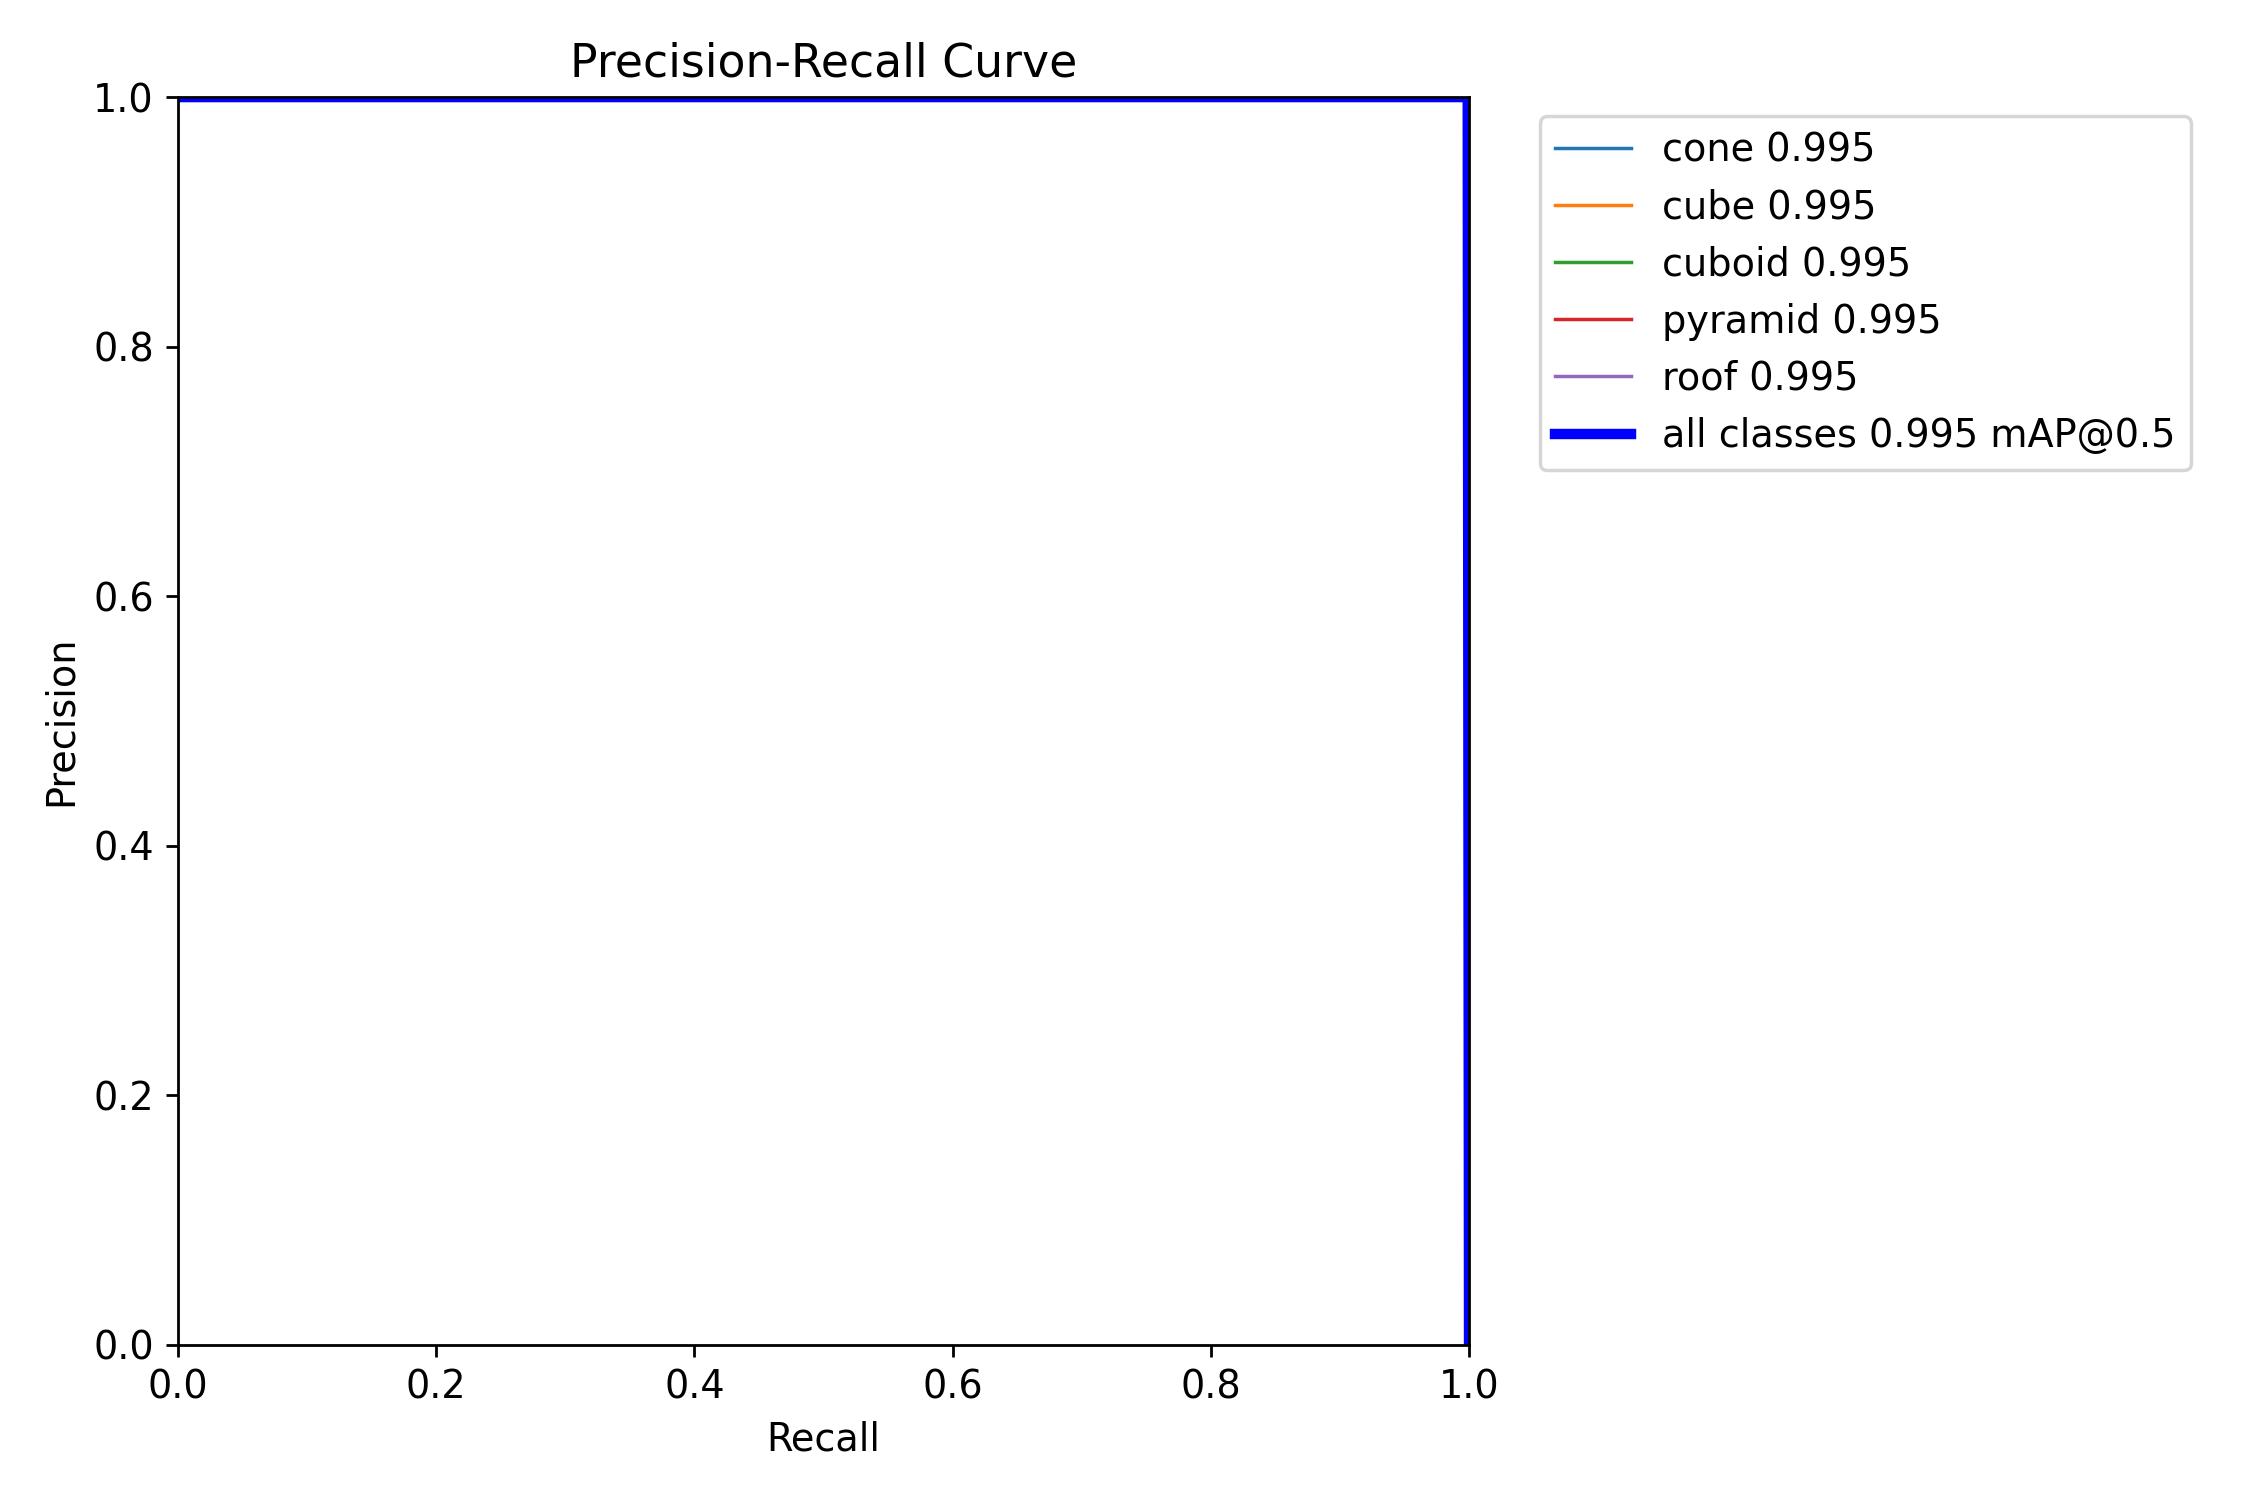 Precision-Recall Curve
1.0
0.8
0.6
0.4
0.2
0.0
Precision
0.0 0.2 0.4 0.6 0.8 1.0
Recall
cone 0.995
cube 0.995
cuboid 0.995
pyramid 0.995
roof 0.995
all classes 0.995 mAP@0.5